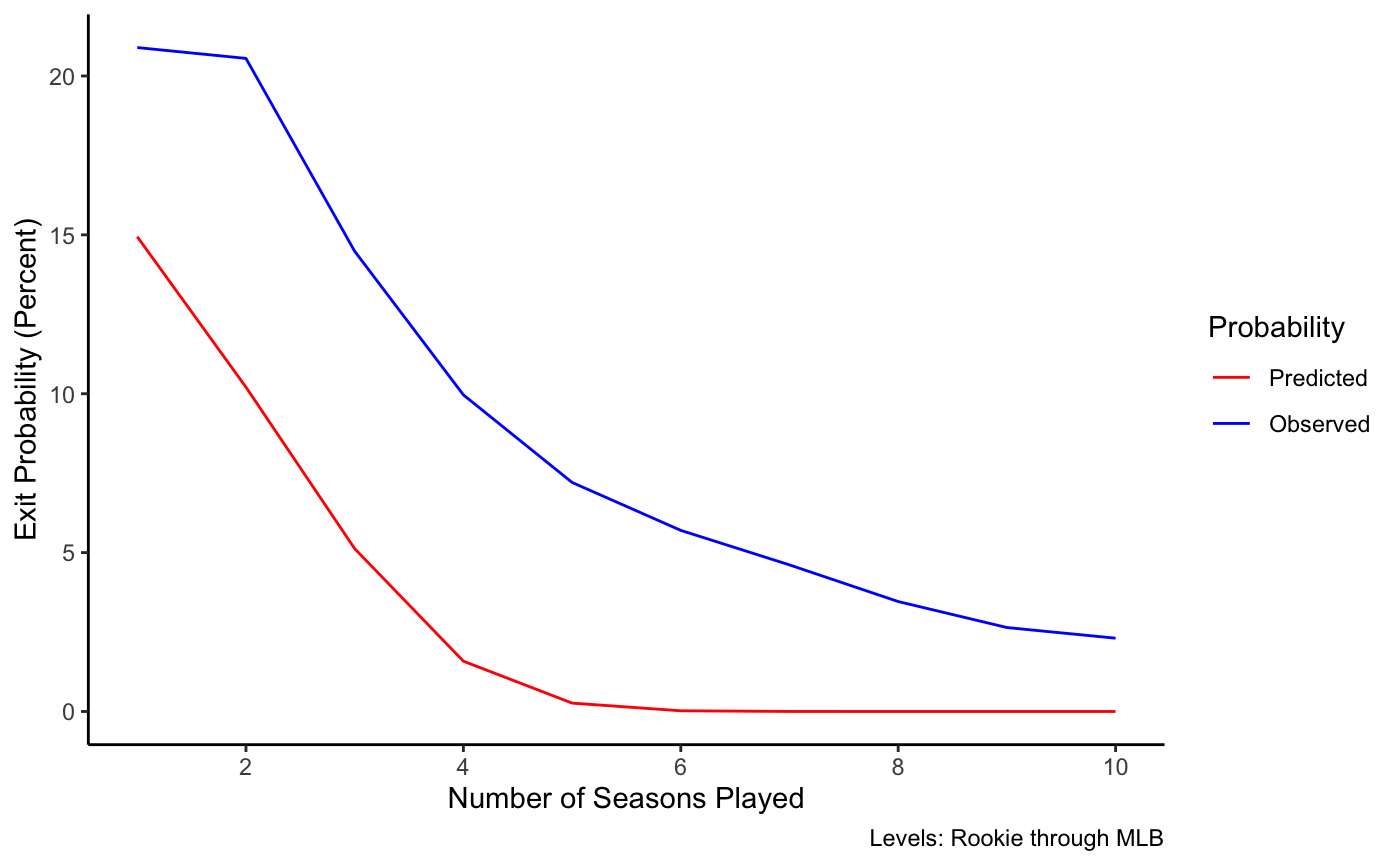 Exit Probability (Percent)
20
15
10
5
0
2 4 6 8 10
Number of Seasons Played
Levels: Rookie through MLB
Probability
Predicted
Observed